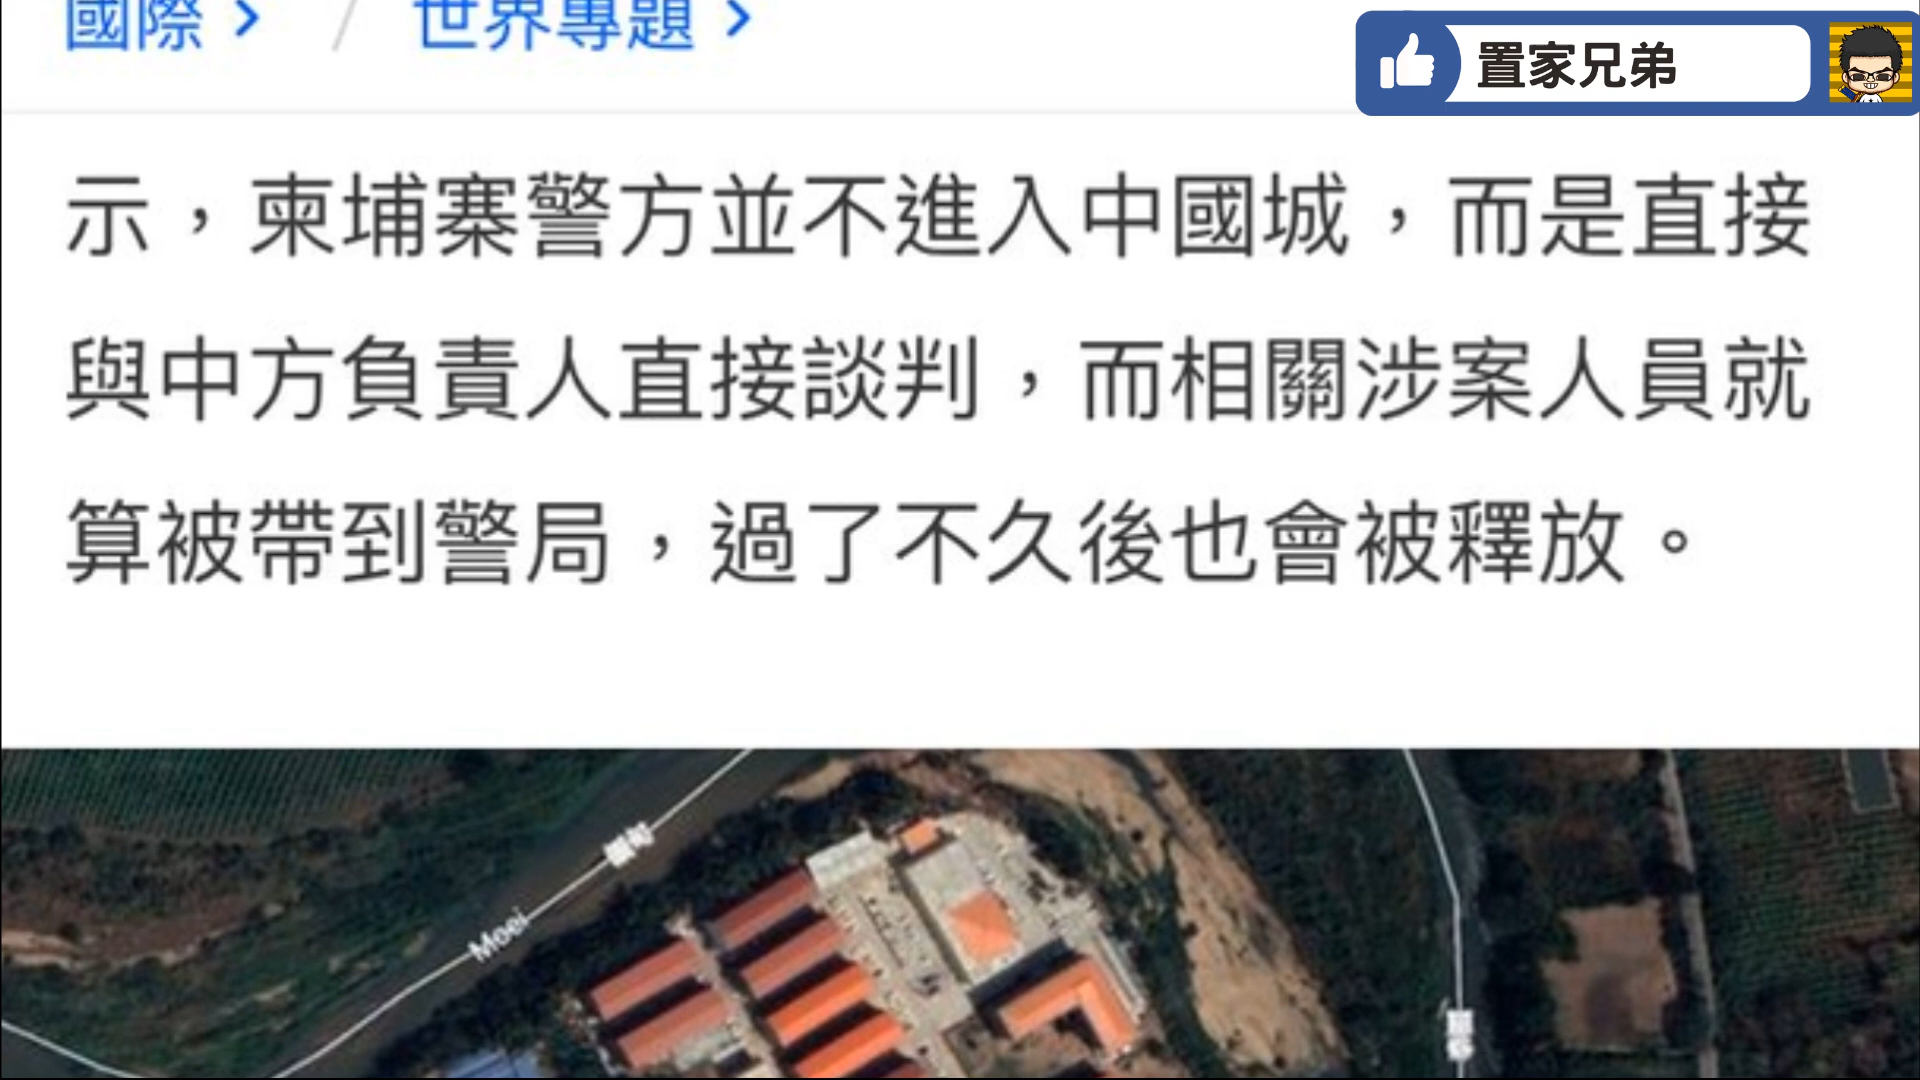 國際 > / 世界專題 >
置家兄弟
示，柬埔寨警方並不進入中國城，而是直接
與中方負責人直接談判，而相關涉案人員就
算被帶到警局，過了不久後也會被釋放。
Moei